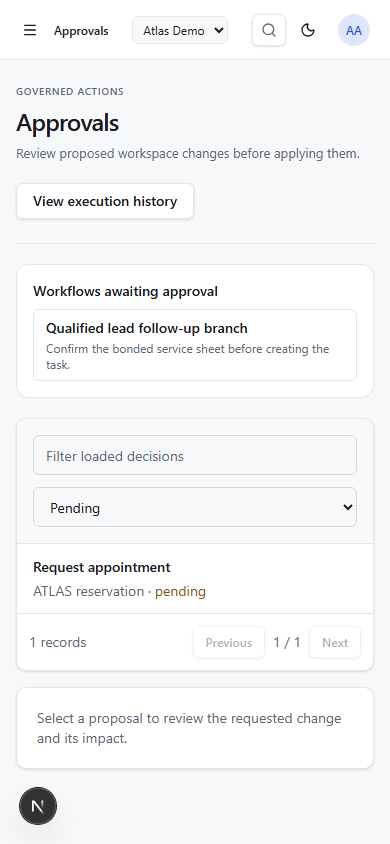 Approvals
Atlas Demo
AA
GOVERNED ACTIONS
Approvals
Review proposed workspace changes before applying them.
View execution history
Workflows awaiting approval
Qualified lead follow-up branch
Confirm the bonded service sheet before creating the
task.
Filter loaded decisions
Pending
Request appointment
ATLAS reservation · pending
1 records
Previous
1 / 1
Next
Select a proposal to review the requested change
and its impact.
N